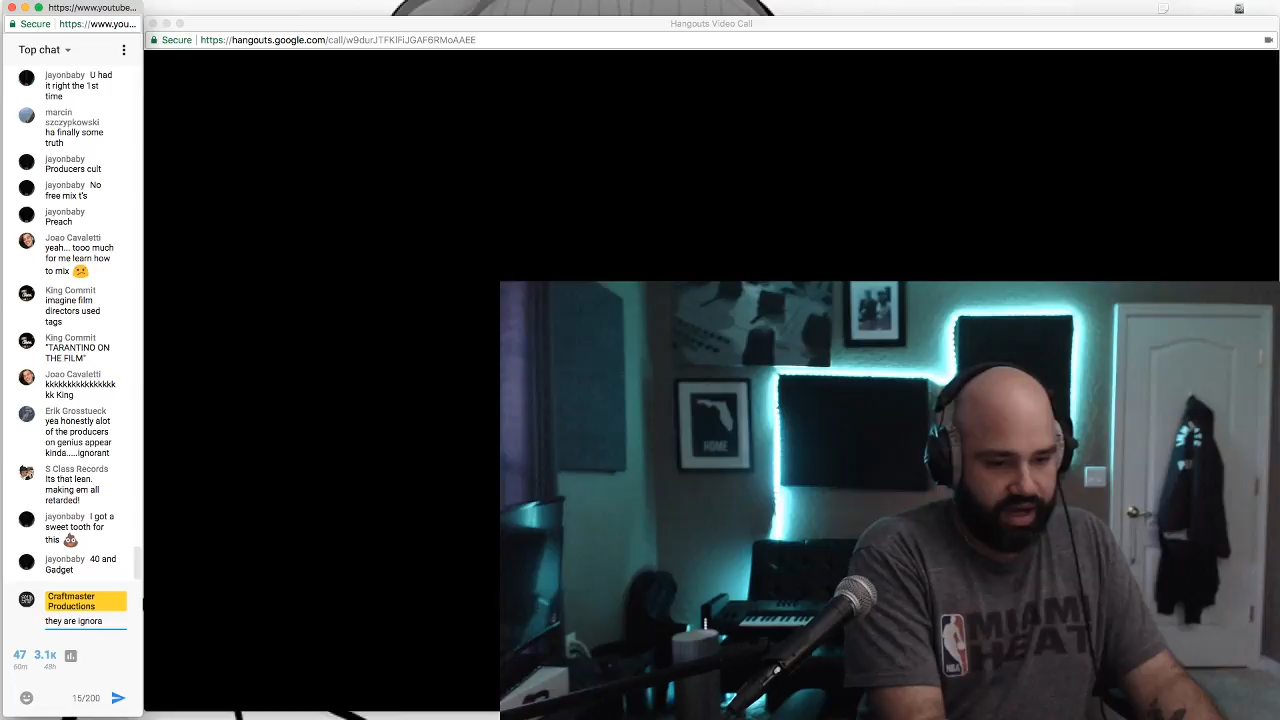 https://www.youtube...
Secure
https://www.you...
Top chat
jayonbaby U had
it right the 1st
time
marcin
szczypkowski
ha finally some
truth
jayonbaby
Producers cult
jayonbaby No
free mix t's
jayonbaby
Preach
Joao Cavaletti
yeah... tooo much
for me learn how
to mix
King Commit
imagine film
directors used
tags
King Commit
"TARANTINO ON
THE FILM"
Joao Cavaletti
kkkkkkkkkkkkkkkk
kk King
Erik Grosstueck
yea honestly alot
of the producers
on genius appear
kinda.....ignorant
S Class Records
Its that lean.
making em all
retarded!
jayonbaby I got a
sweet tooth for
this
jayonbaby 40 and
Gadget
Craftmaster
Productions
they are ignora
47 3.1K
60m 48h
15/200
Hangouts Video Call
Secure
https://hangouts.google.com/call/w9durJTFKIFiJGAF6RMoAAEE
HOME
NBA
MIAMI
HEAT